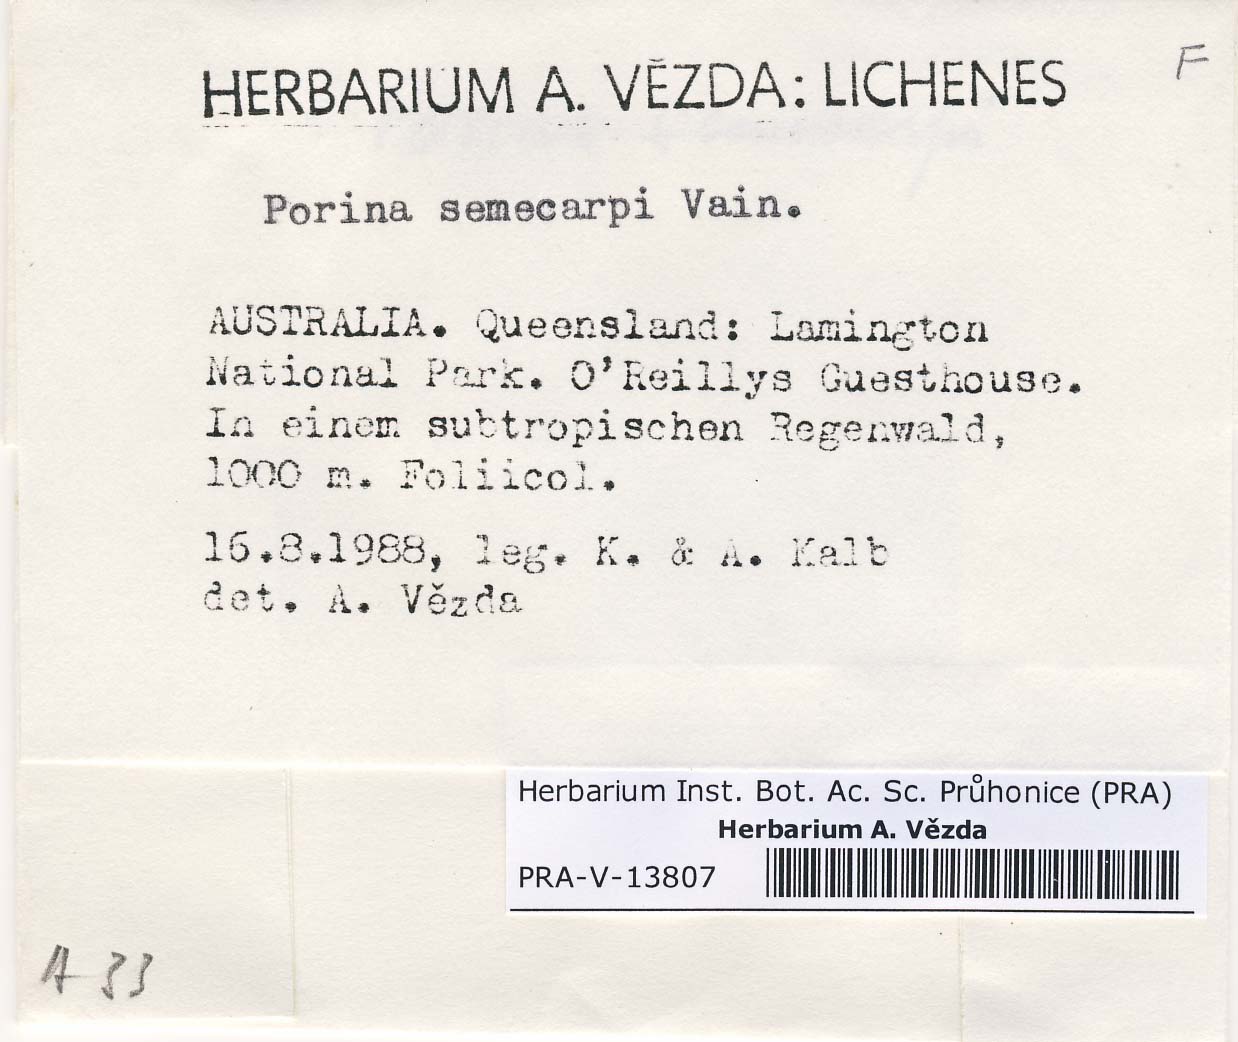 F
HERBARIUM A. VĚZDA: LICHENES
Porina semecarpi Vain.
AUSTRALIA. Queensland: Lamington
National Park. O'Reillys Guesthouse.
In einem subtropischen Regenwald,
1000 m. Foliicol.
16.8.1988, leg. K. & A. Kalb
det. A. Vězda
Herbarium Inst. Bot. Ac. Sc. Průhonice (PRA)
Herbarium A. Vězda
PRA-V-13807
A 33